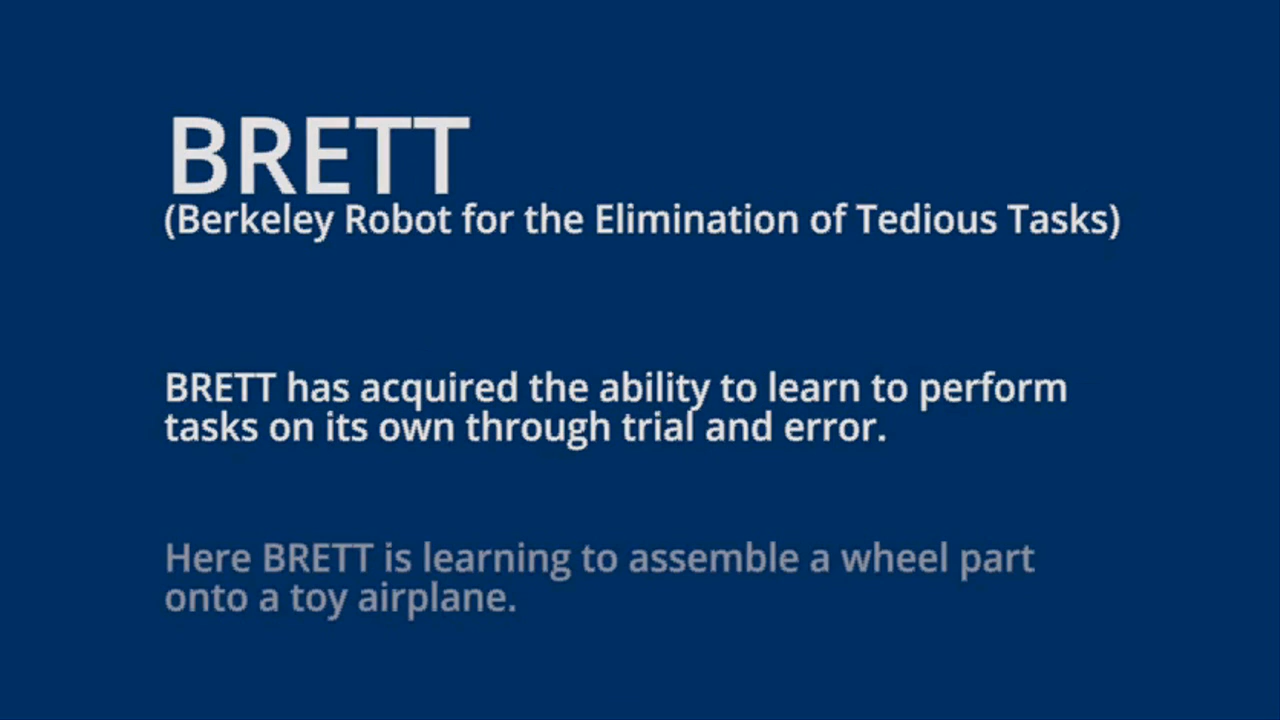 BRETT
(Berkeley Robot for the Elimination of Tedious Tasks)
BRETT has acquired the ability to learn to perform
tasks on its own through trial and error.
Here BRETT is learning to assemble a wheel part
onto a toy airplane.